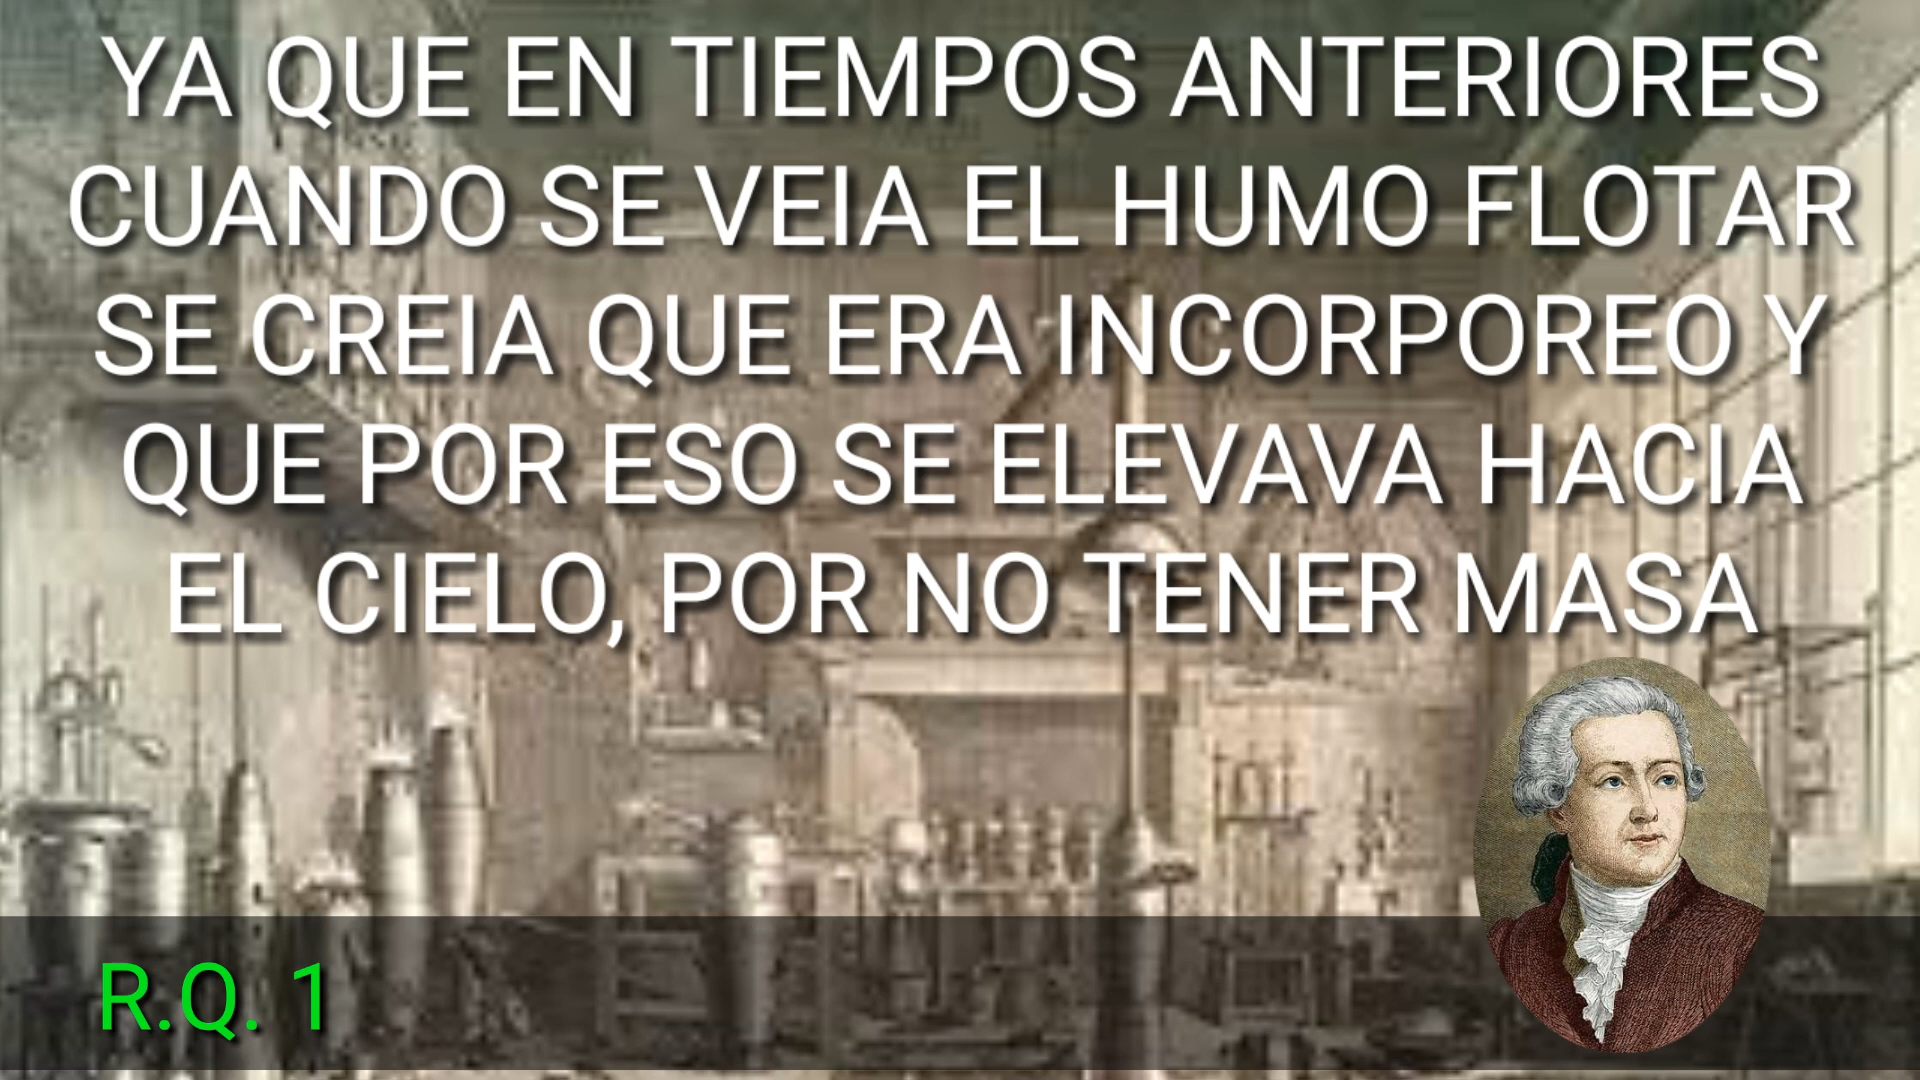 YA QUE EN TIEMPOS ANTERIORES
CUANDO SE VEIA EL HUMO FLOTAR
SE CREIA QUE ERA INCORPOREO Y
QUE POR ESO SE ELEVAVA HACIA
EL CIELO, POR NO TENER MASA
R.Q. 1